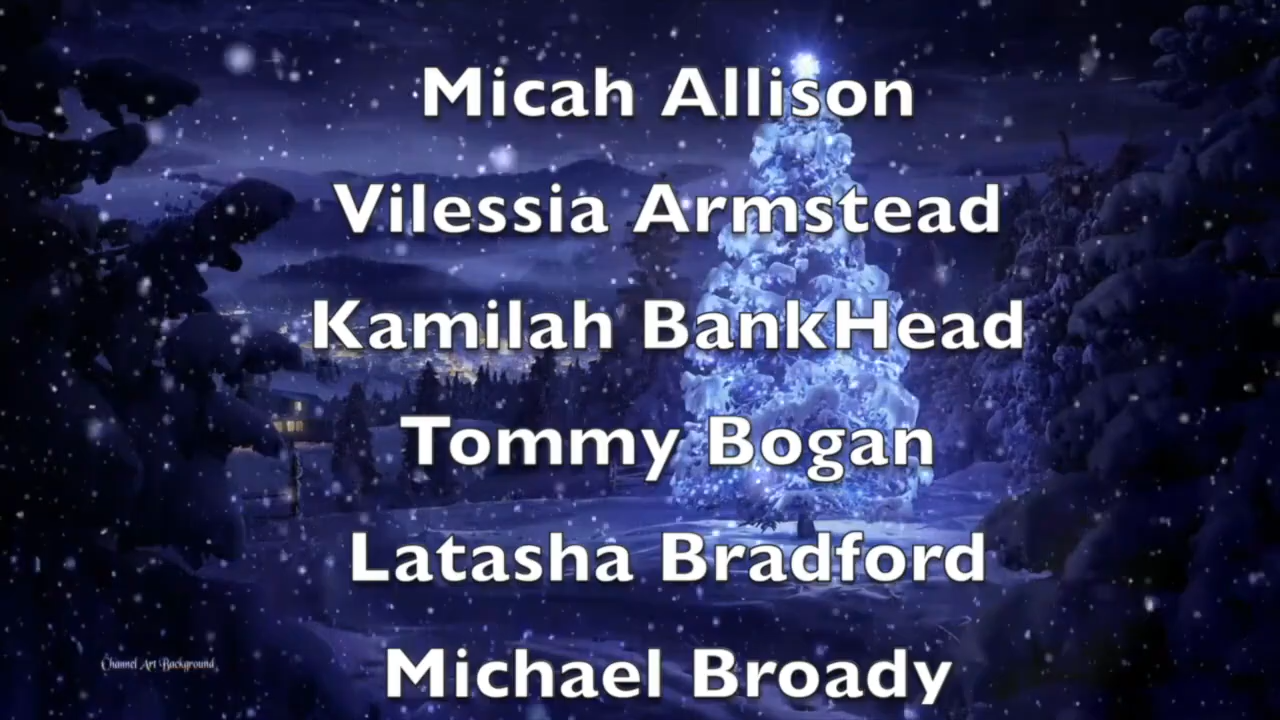 Micah Allison
Vilessia Armstead
Kamilah BankHead
Tommy Bogan
Latasha Bradford
Michael Broady
Channel Art Background